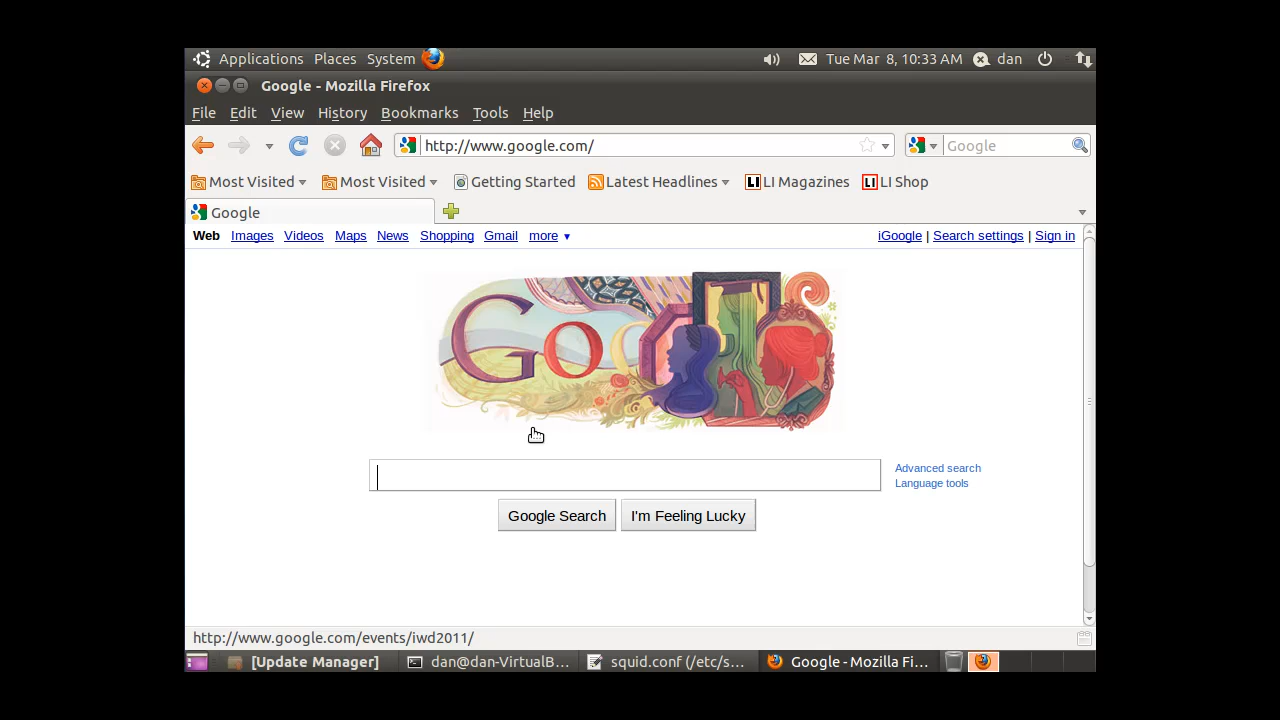 Applications Places System Tue Mar 8, 10:33 AM dan
Google - Mozilla Firefox
File Edit View History Bookmarks Tools Help
http://www.google.com/ Google
Most Visited Most Visited Getting Started Latest Headlines LI LI Magazines LI LI Shop
Google
Web Images Videos Maps News Shopping Gmail more ▼ iGoogle | Search settings | Sign in
Goo
Advanced search
Language tools
Google Search I'm Feeling Lucky
http://www.google.com/events/iwd2011/
[Update Manager] dan@dan-VirtualB... squid.conf (/etc/s... Google - Mozilla Fi...